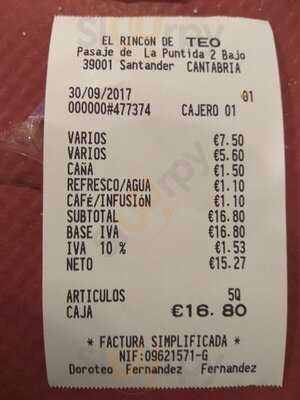 EL RINCóN DE TEO
Pasaje de La Puntida 2 Bajo
39001 Santander CANTABRIA
30/09/2017 01
000000#477374 CAJERO 01
VARIOS €7.50
VARIOS €5.60
CAñA €1.50
REFRESCO/AGUA €1.10
CAFé/INFUSIóN €1.10
SUBTOTAL €16.80
BASE IVA €16.80
IVA 10 % €1.53
NETO €15.27
ARTICULOS 5Q
CAJA €16.80
* FACTURA SIMPLIFICADA *
NIF:09621571-G
Doroteo Fernandez Fernandez